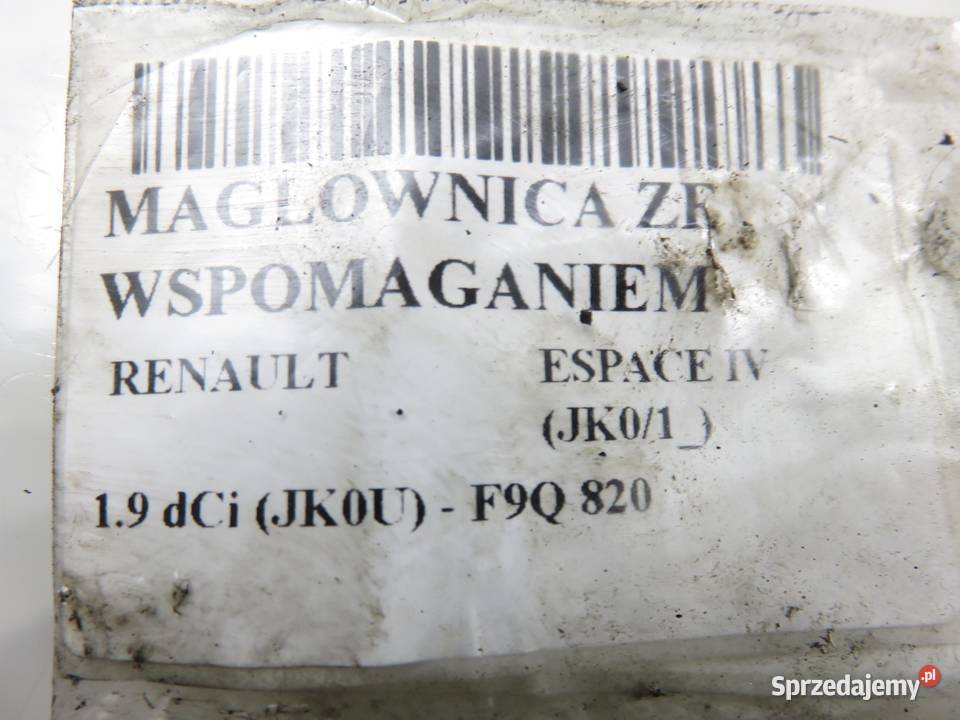 MAGLOWNICA ZE
WSPOMAGANIEM
RENAULT ESPACE IV
(JK0/1_)
1.9 dCi (JK0U) - F9Q 820
Sprzedajemy.pl